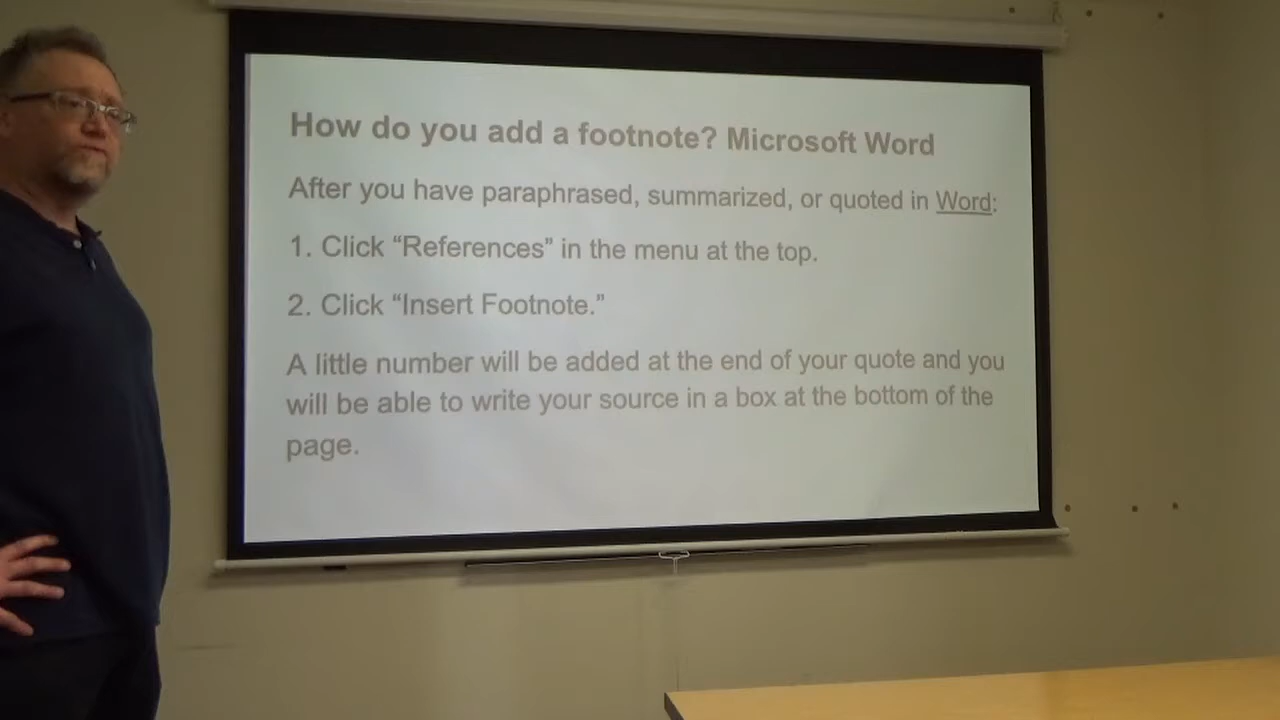 How do you add a footnote? Microsoft Word
After you have paraphrased, summarized, or quoted in Word:
1. Click “References” in the menu at the top.
2. Click “Insert Footnote.”
A little number will be added at the end of your quote and you
will be able to write your source in a box at the bottom of the
page.